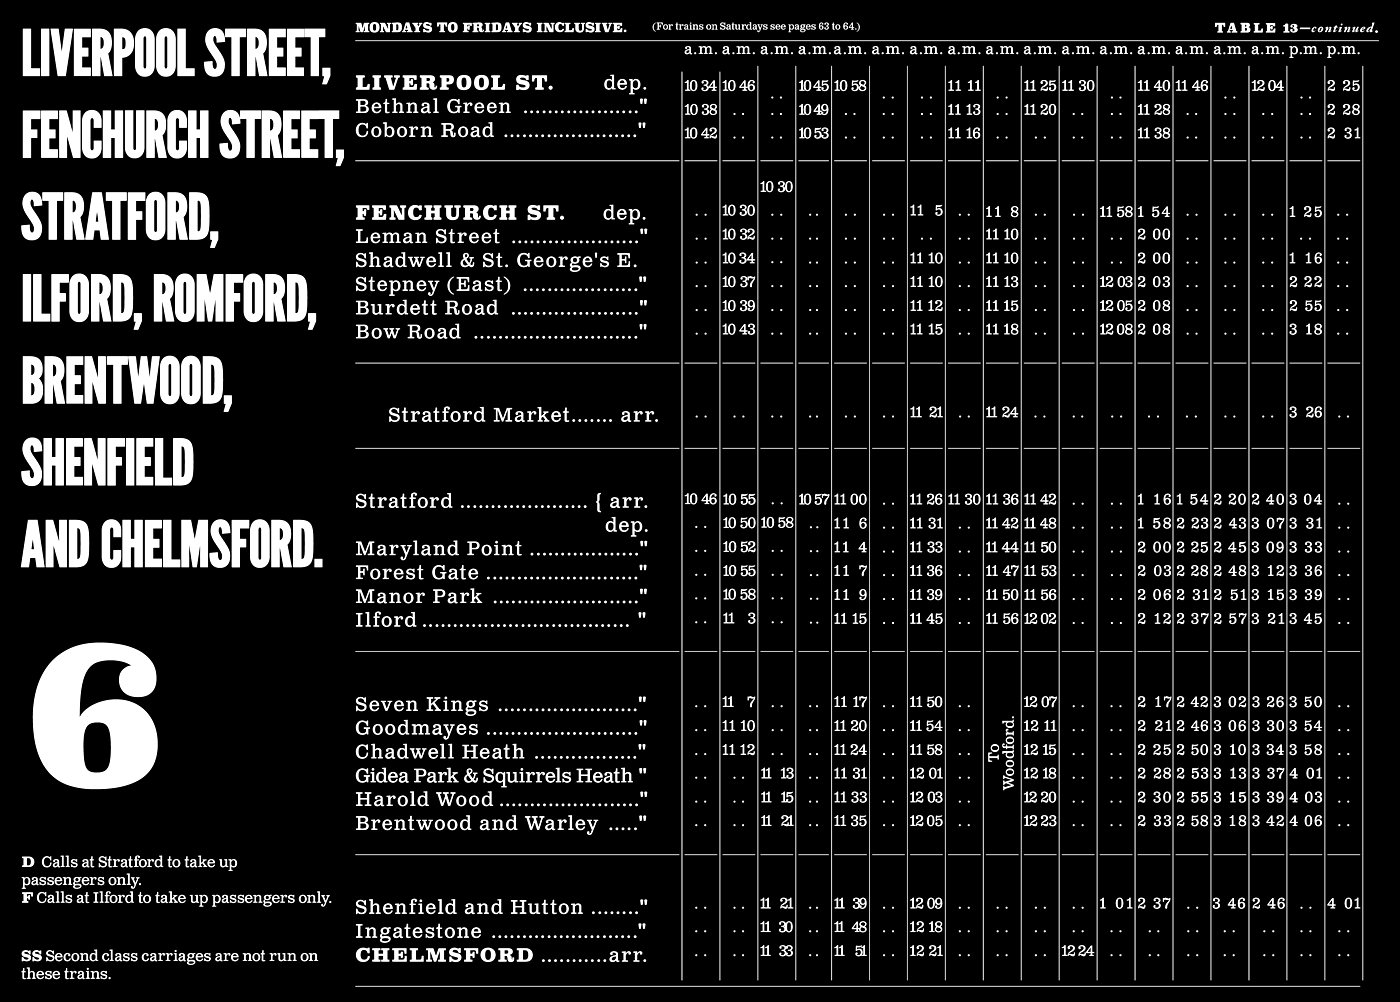 LIVERPOOL STREET,
FENCHURCH STREET,
STRATFORD,
ILFORD, ROMFORD,
BRENTWOOD,
SHENFIELD
AND CHELMSFORD.
6
D Calls at Stratford to take up
passengers only.
F Calls at Ilford to take up passengers only.
SS Second class carriages are not run on
these trains.
MONDAYS TO FRIDAYS INCLUSIVE. (For trains on Saturdays see pages 63 to 64.) TABLE 13—continued.
a.m. a.m. a.m. a.m. a.m. a.m. a.m. a.m. a.m. a.m. a.m. a.m. a.m. a.m. a.m. a.m. p.m. p.m.
LIVERPOOL ST. dep. 10 34 10 46 .. 10 45 10 58 .. .. 11 11 .. 11 25 11 30 .. 11 40 11 46 .. 12 04 .. 2 25
Bethnal Green ....................." 10 38 .. .. 10 49 .. .. .. 11 13 .. 11 20 .. .. 11 28 .. .. .. .. 2 28
Coborn Road ........................" 10 42 .. .. 10 53 .. .. .. 11 16 .. .. .. .. 11 38 .. .. .. .. 2 31
10 30
FENCHURCH ST. dep. .. 10 30 .. .. .. .. 11 5 .. 11 8 .. .. 11 58 1 54 .. .. .. 1 25 ..
Leman Street ......................." .. 10 32 .. .. .. .. .. .. 11 10 .. .. .. 2 00 .. .. .. .. ..
Shadwell & St. George's E. .. 10 34 .. .. .. .. 11 10 .. 11 10 .. .. .. 2 00 .. .. .. 1 16 ..
Stepney (East) ....................." .. 10 37 .. .. .. .. 11 10 .. 11 13 .. .. 12 03 2 03 .. .. .. 2 22 ..
Burdett Road ......................." .. 10 39 .. .. .. .. 11 12 .. 11 15 .. .. 12 05 2 08 .. .. .. 2 55 ..
Bow Road ............................." .. 10 43 .. .. .. .. 11 15 .. 11 18 .. .. 12 08 2 08 .. .. .. 3 18 ..
Stratford Market....... arr. .. .. .. .. .. .. 11 21 .. 11 24 .. .. .. .. .. .. .. 3 26 ..
Stratford ...................... { arr. 10 46 10 55 .. 10 57 11 00 .. 11 26 11 30 11 36 11 42 .. .. 1 16 1 54 2 20 2 40 3 04 ..
dep. .. 10 50 10 58 .. 11 6 .. 11 31 .. 11 42 11 48 .. .. 1 58 2 23 2 43 3 07 3 31 ..
Maryland Point ...................." .. 10 52 .. .. 11 4 .. 11 33 .. 11 44 11 50 .. .. 2 00 2 25 2 45 3 09 3 33 ..
Forest Gate ..........................." .. 10 55 .. .. 11 7 .. 11 36 .. 11 47 11 53 .. .. 2 03 2 28 2 48 3 12 3 36 ..
Manor Park .........................." .. 10 58 .. .. 11 9 .. 11 39 .. 11 50 11 56 .. .. 2 06 2 31 2 51 3 15 3 39 ..
Ilford ................................... " .. 11 3 .. .. 11 15 .. 11 45 .. 11 56 12 02 .. .. 2 12 2 37 2 57 3 21 3 45 ..
Seven Kings ........................." .. 11 7 .. .. 11 17 .. 11 50 .. 12 07 .. .. 2 17 2 42 3 02 3 26 3 50 ..
Goodmayes ..........................." .. 11 10 .. .. 11 20 .. 11 54 .. 12 11 .. .. 2 21 2 46 3 06 3 30 3 54 ..
Chadwell Heath ..................." .. 11 12 .. .. 11 24 .. 11 58 .. 12 15 .. .. 2 25 2 50 3 10 3 34 3 58 ..
Gidea Park & Squirrels Heath " .. .. 11 13 .. 11 31 .. 12 01 .. 12 18 .. .. 2 28 2 53 3 13 3 37 4 01 ..
Harold Wood ........................" .. .. 11 15 .. 11 33 .. 12 03 .. 12 20 .. .. 2 30 2 55 3 15 3 39 4 03 ..
Brentwood and Warley ....." .. .. 11 21 .. 11 35 .. 12 05 .. 12 23 .. .. 2 33 2 58 3 18 3 42 4 06 ..
To
Woodford.
Shenfield and Hutton ........" .. .. 11 21 .. 11 39 .. 12 09 .. .. .. .. 1 01 2 37 .. 3 46 2 46 .. 4 01
Ingatestone .........................." .. .. 11 30 .. 11 48 .. 12 18 .. .. .. .. .. .. .. .. .. .. ..
CHELMSFORD ...........arr. .. .. 11 33 .. 11 51 .. 12 21 .. .. .. 12 24 .. .. .. .. .. .. ..